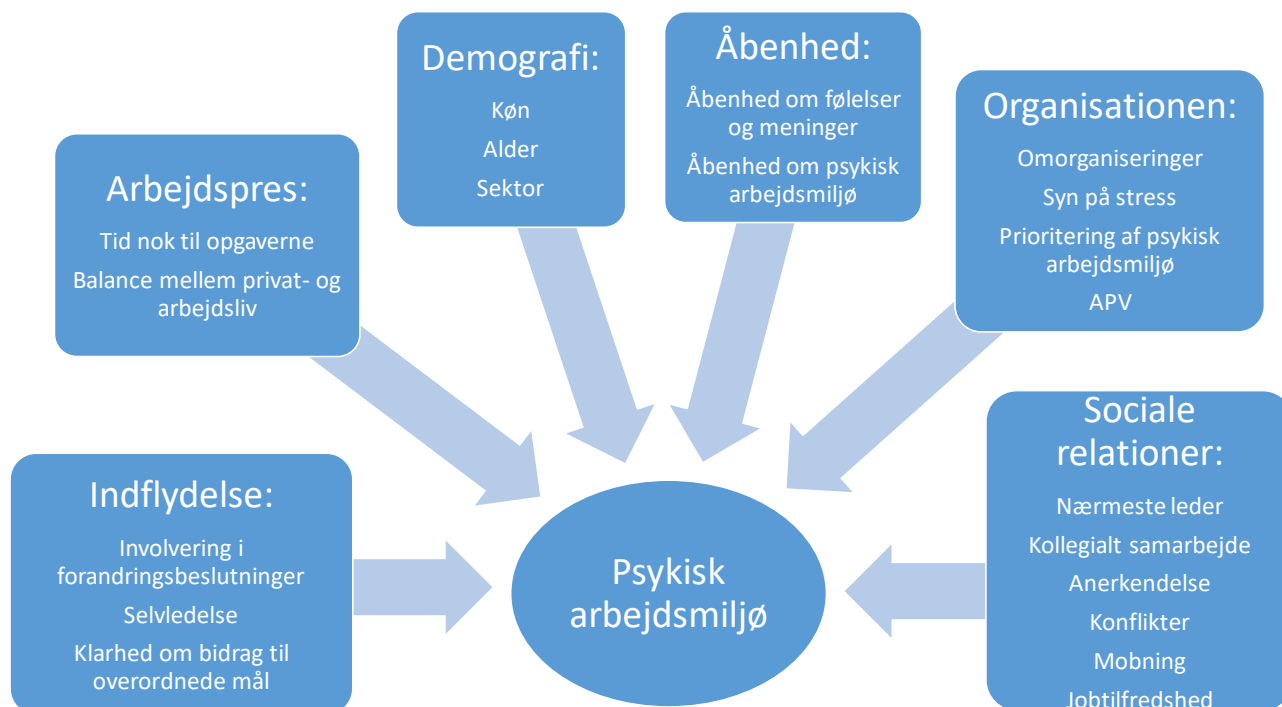 Indflydelse:
Involvering i
forandringsbeslutninger
Selvledelse
Klarhed om bidrag til
overordnede mål
Arbejdspres:
Tid nok til opgaverne
Balance mellem privat- og
arbejdsliv
Demografi:
Køn
Alder
Sektor
Åbenhed:
Åbenhed om følelser
og meninger
Åbenhed om psykisk
arbejdsmiljø
Organisationen:
Omorganiseringer
Syn på stress
Prioritering af psykisk
arbejdsmiljø
APV
Sociale
relationer:
Nærmeste leder
Kollegialt samarbejde
Anerkendelse
Konflikter
Mobning
Jobtilfredshed
Psykisk
arbejdsmiljø